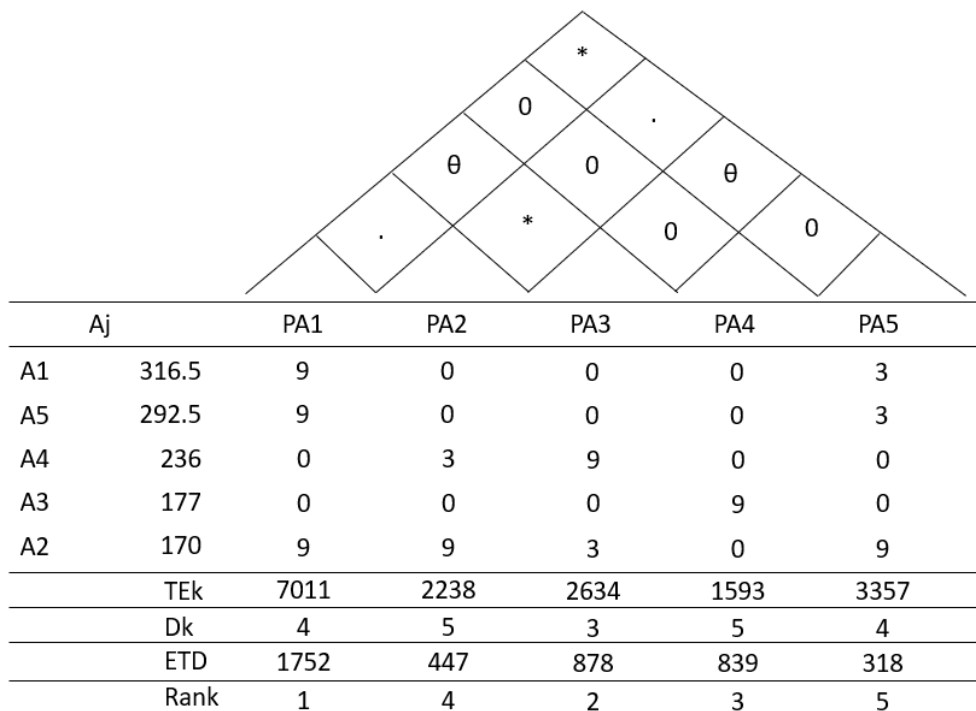 *
0 .
θ 0 θ
. * 0 0
Aj PA1 PA2 PA3 PA4 PA5
A1 316.5 9 0 0 0 3
A5 292.5 9 0 0 0 3
A4 236 0 3 9 0 0
A3 177 0 0 0 9 0
A2 170 9 9 3 0 9
TEk 7011 2238 2634 1593 3357
Dk 4 5 3 5 4
ETD 1752 447 878 839 318
Rank 1 4 2 3 5